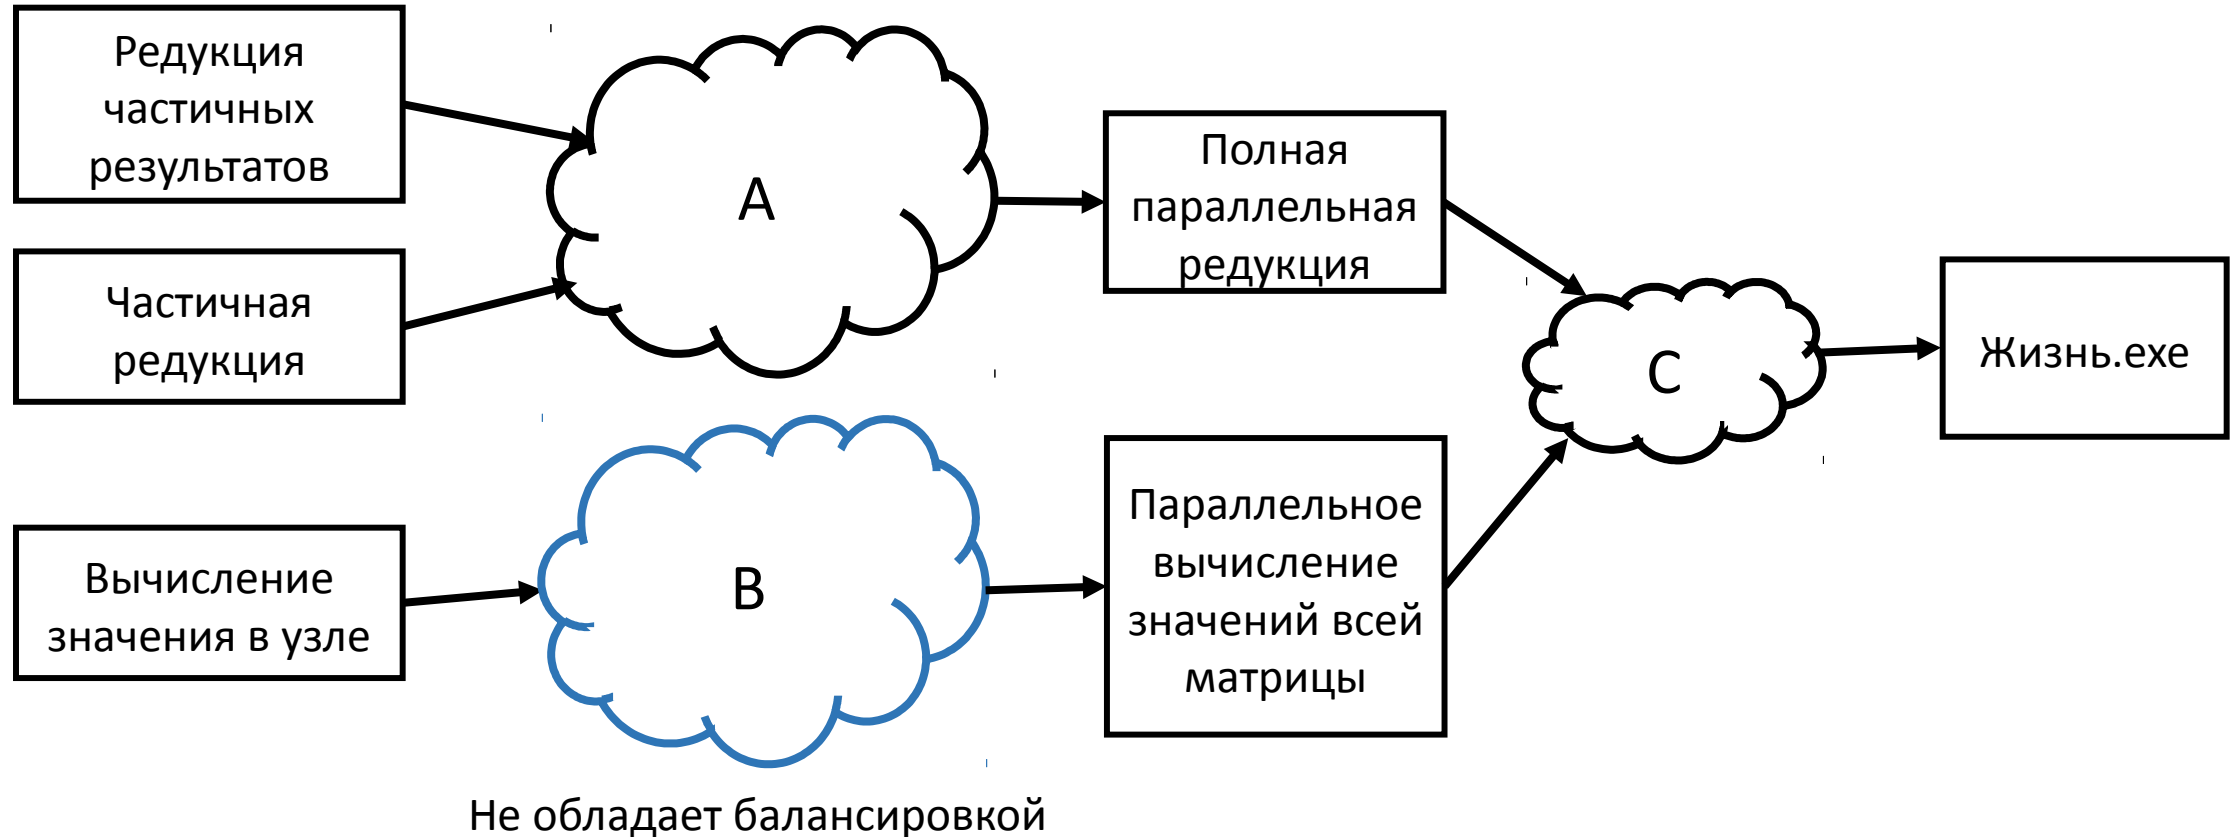 Редукция
частичных
результатов
A
Полная
параллельная
редукция
Частичная
редукция
C
Жизнь.exe
Вычисление
значения в узле
B
Параллельное
вычисление
значений всей
матрицы
Не обладает балансировкой